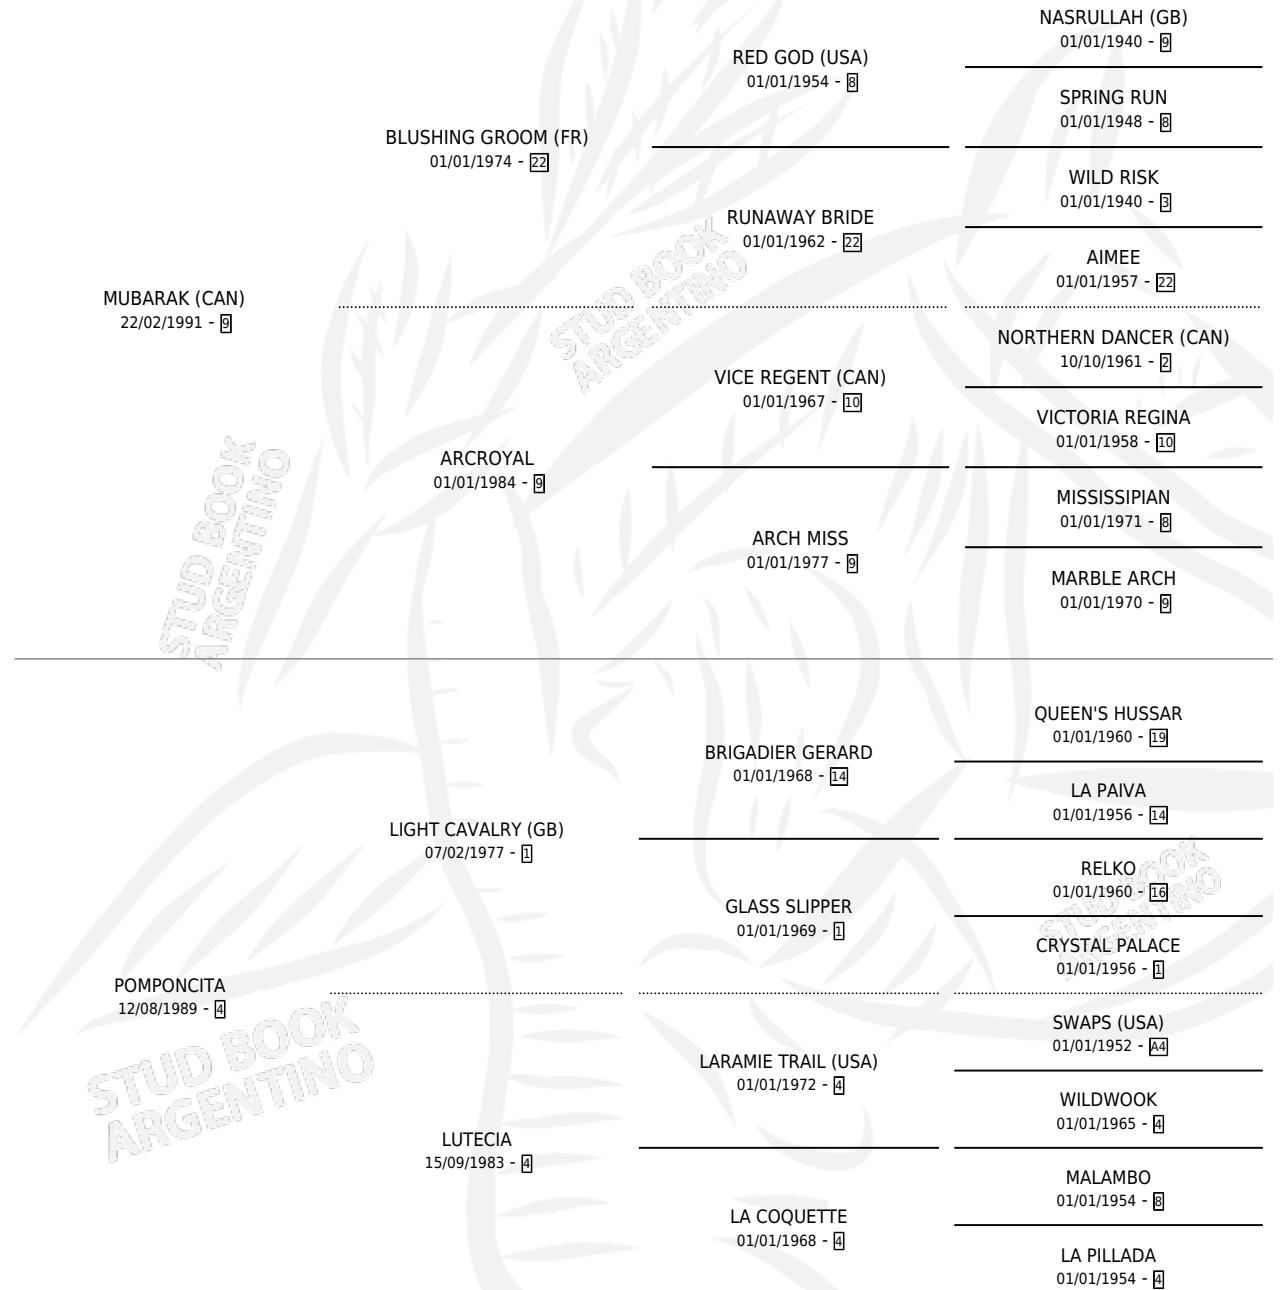 NASRULLAH (GB)
01/01/1940 - 9
RED GOD (USA)
01/01/1954 - 8
SPRING RUN
01/01/1948 - 8
BLUSHING GROOM (FR)
01/01/1974 - 22
WILD RISK
01/01/1940 - 3
RUNAWAY BRIDE
01/01/1962 - 22
AIMEE
01/01/1957 - 22
MUBARAK (CAN)
22/02/1991 - 9
STUD BOOK
ARGENTINO
NORTHERN DANCER (CAN)
10/10/1961 - 2
VICE REGENT (CAN)
01/01/1967 - 10
VICTORIA REGINA
01/01/1958 - 10
ARCROYAL
01/01/1984 - 9
MISSISSIPIAN
01/01/1971 - 8
ARCH MISS
01/01/1977 - 9
MARBLE ARCH
01/01/1970 - 9
STUD BOOK
ARGENTINO
QUEEN'S HUSSAR
01/01/1960 - 19
BRIGADIER GERARD
01/01/1968 - 14
LA PAIVA
01/01/1956 - 14
LIGHT CAVALRY (GB)
07/02/1977 - 1
RELKO
01/01/1960 - 16
STUD BOOK
ARGENTINO
GLASS SLIPPER
01/01/1969 - 1
CRYSTAL PALACE
01/01/1956 - 1
POMPONCITA
12/08/1989 - 4
STUD BOOK
ARGENTINO
SWAPS (USA)
01/01/1952 - A4
LARAMIE TRAIL (USA)
01/01/1972 - 4
WILDWOOK
01/01/1965 - 4
LUTECIA
15/09/1983 - 4
MALAMBO
01/01/1954 - 8
LA COQUETTE
01/01/1968 - 4
LA PILLADA
01/01/1954 - 4